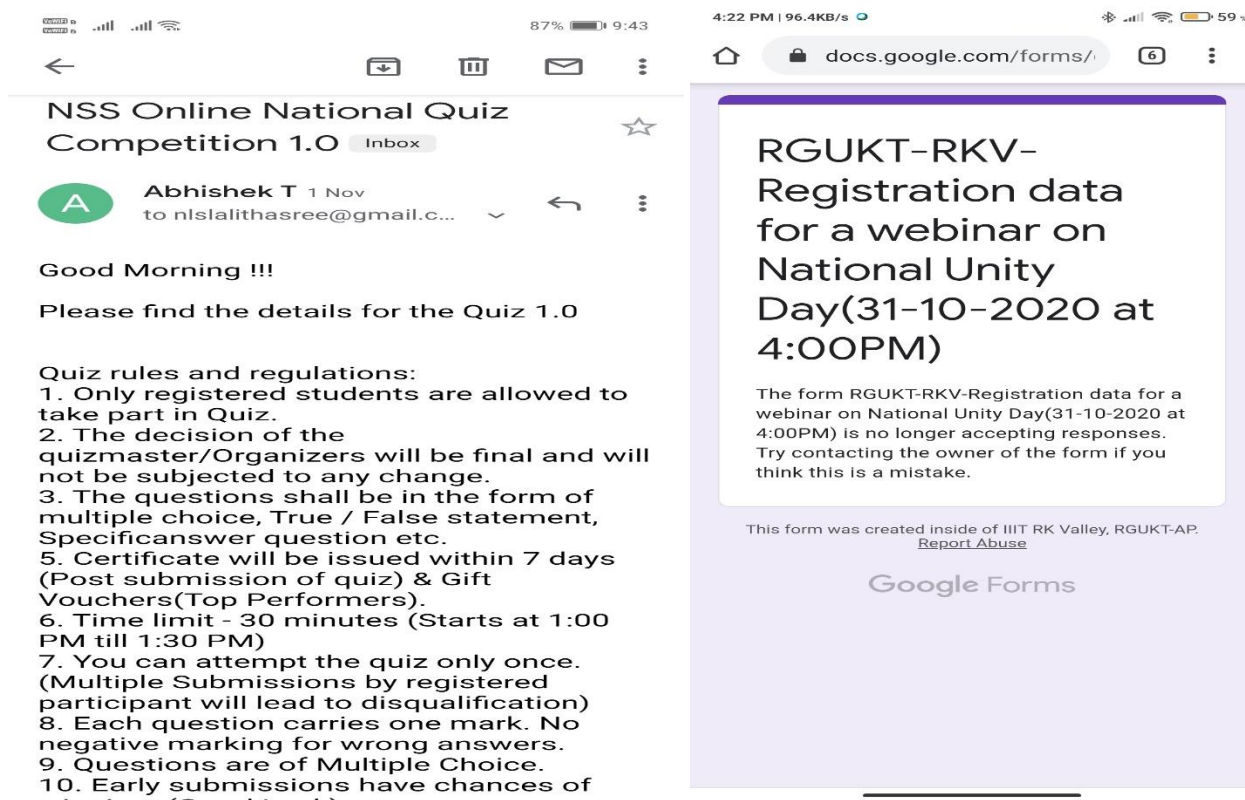 87% 9:43
NSS Online National Quiz
Competition 1.0 Inbox
A
Abhishek T 1 Nov
to nlslalithasree@gmail.c...
Good Morning !!!
Please find the details for the Quiz 1.0
Quiz rules and regulations:
1. Only registered students are allowed to
take part in Quiz.
2. The decision of the
quizmaster/Organizers will be final and will
not be subjected to any change.
3. The questions shall be in the form of
multiple choice, True / False statement,
Specificanswer question etc.
5. Certificate will be issued within 7 days
(Post submission of quiz) & Gift
Vouchers(Top Performers).
6. Time limit - 30 minutes (Starts at 1:00
PM till 1:30 PM)
7. You can attempt the quiz only once.
(Multiple Submissions by registered
participant will lead to disqualification)
8. Each question carries one mark. No
negative marking for wrong answers.
9. Questions are of Multiple Choice.
10. Early submissions have chances of
4:22 PM | 96.4KB/s 59
docs.google.com/forms/ 6
RGUKT-RKV-
Registration data
for a webinar on
National Unity
Day(31-10-2020 at
4:00PM)
The form RGUKT-RKV-Registration data for a
webinar on National Unity Day(31-10-2020 at
4:00PM) is no longer accepting responses.
Try contacting the owner of the form if you
think this is a mistake.
This form was created inside of IIIT RK Valley, RGUKT-AP.
Report Abuse
Google Forms